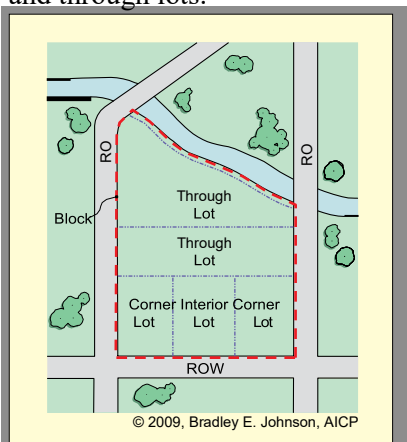 and through lots.
RO
RO
Through
Lot
Block
Through
Lot
Corner Interior Corner
Lot Lot Lot
ROW
© 2009, Bradley E. Johnson, AICP